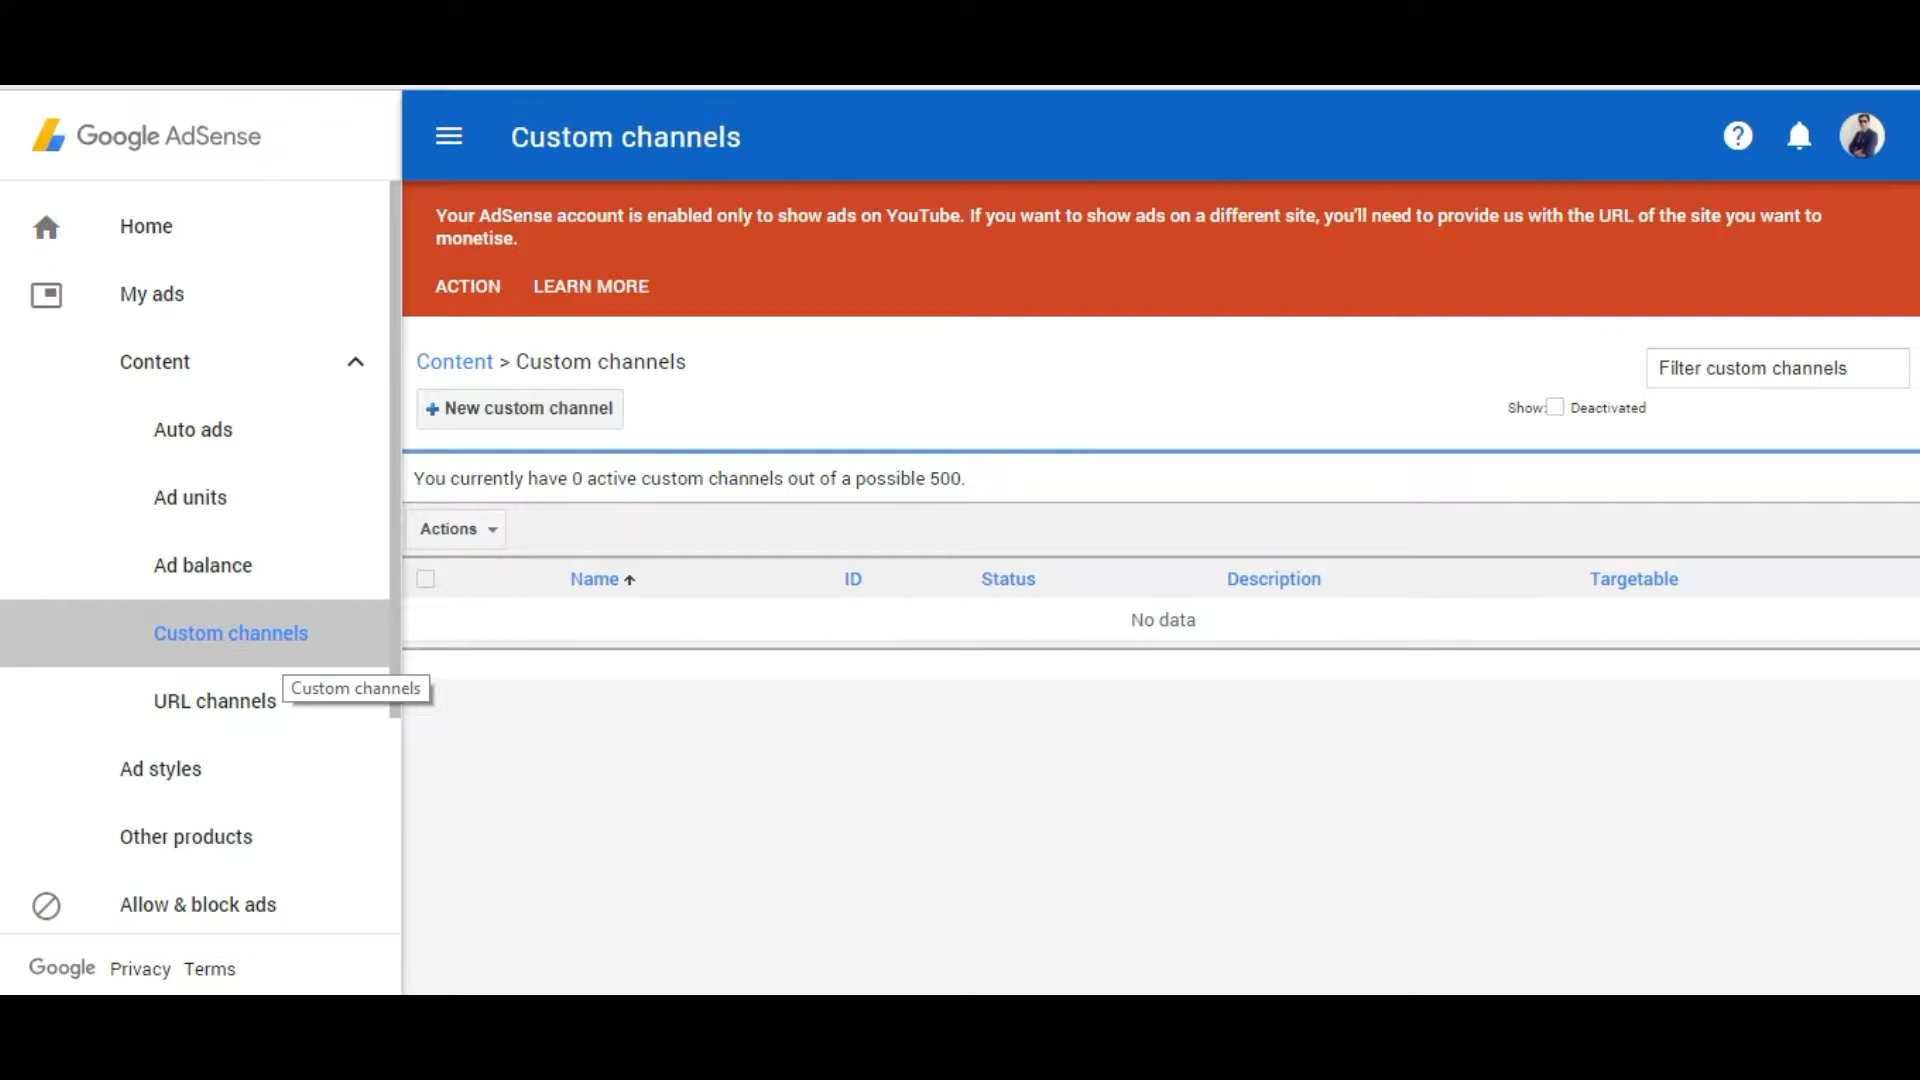 Google AdSense
Custom channels
?
Home
My ads
Content
Auto ads
Ad units
Ad balance
Custom channels
URL channels
Custom channels
Ad styles
Other products
Allow & block ads
Google Privacy Terms
Your AdSense account is enabled only to show ads on YouTube. If you want to show ads on a different site, you'll need to provide us with the URL of the site you want to
monetise.
ACTION LEARN MORE
Content > Custom channels
Filter custom channels
+ New custom channel
Show: Deactivated
You currently have 0 active custom channels out of a possible 500.
Actions
Name ID Status Description Targetable
No data